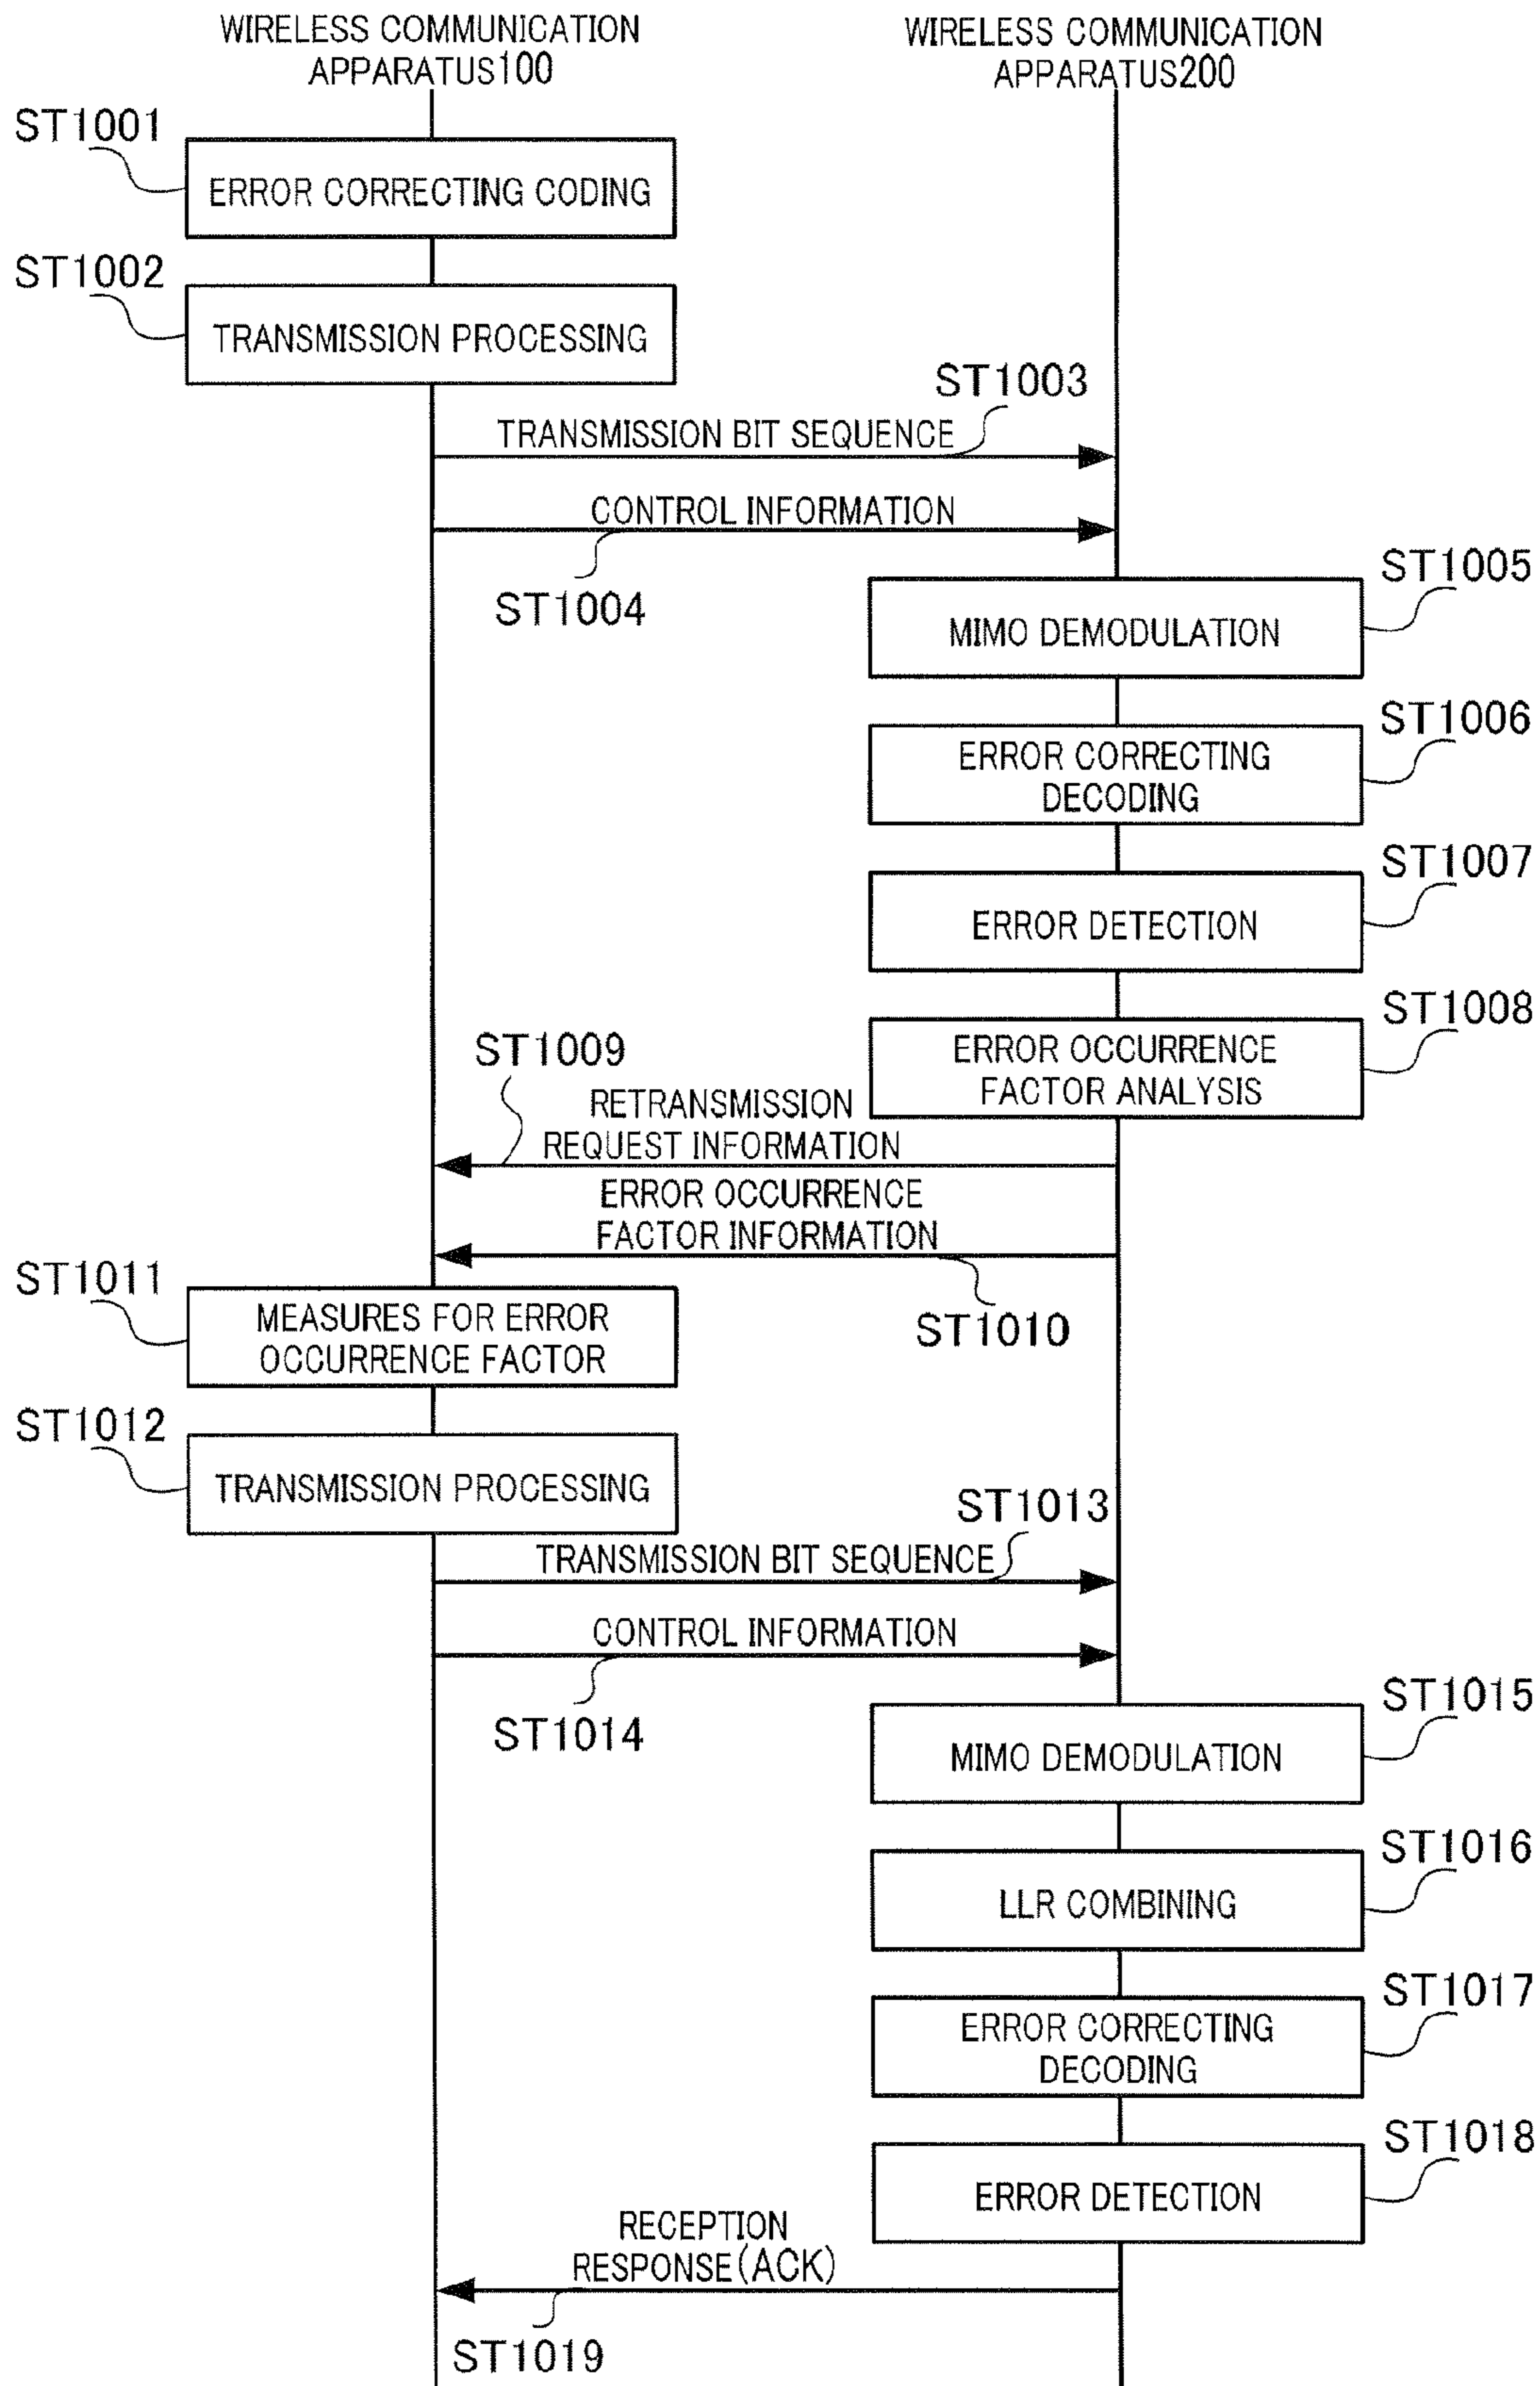 WIRELESS COMMUNICATION
APPARATUS100
WIRELESS COMMUNICATION
APPARATUS200
ST1001
ERROR CORRECTING CODING
ST1002
TRANSMISSION PROCESSING
ST1003
TRANSMISSION BIT SEQUENCE
CONTROL INFORMATION
ST1004
ST1005
MIMO DEMODULATION
ST1006
ERROR CORRECTING
DECODING
ST1007
ERROR DETECTION
ST1008
ERROR OCCURRENCE
FACTOR ANALYSIS
ST1009
RETRANSMISSION
REQUEST INFORMATION
ERROR OCCURRENCE
FACTOR INFORMATION
ST1010
ST1011
MEASURES FOR ERROR
OCCURRENCE FACTOR
ST1012
TRANSMISSION PROCESSING
ST1013
TRANSMISSION BIT SEQUENCE
CONTROL INFORMATION
ST1014
ST1015
MIMO DEMODULATION
ST1016
LLR COMBINING
ST1017
ERROR CORRECTING
DECODING
ST1018
ERROR DETECTION
RECEPTION
RESPONSE(ACK)
ST1019